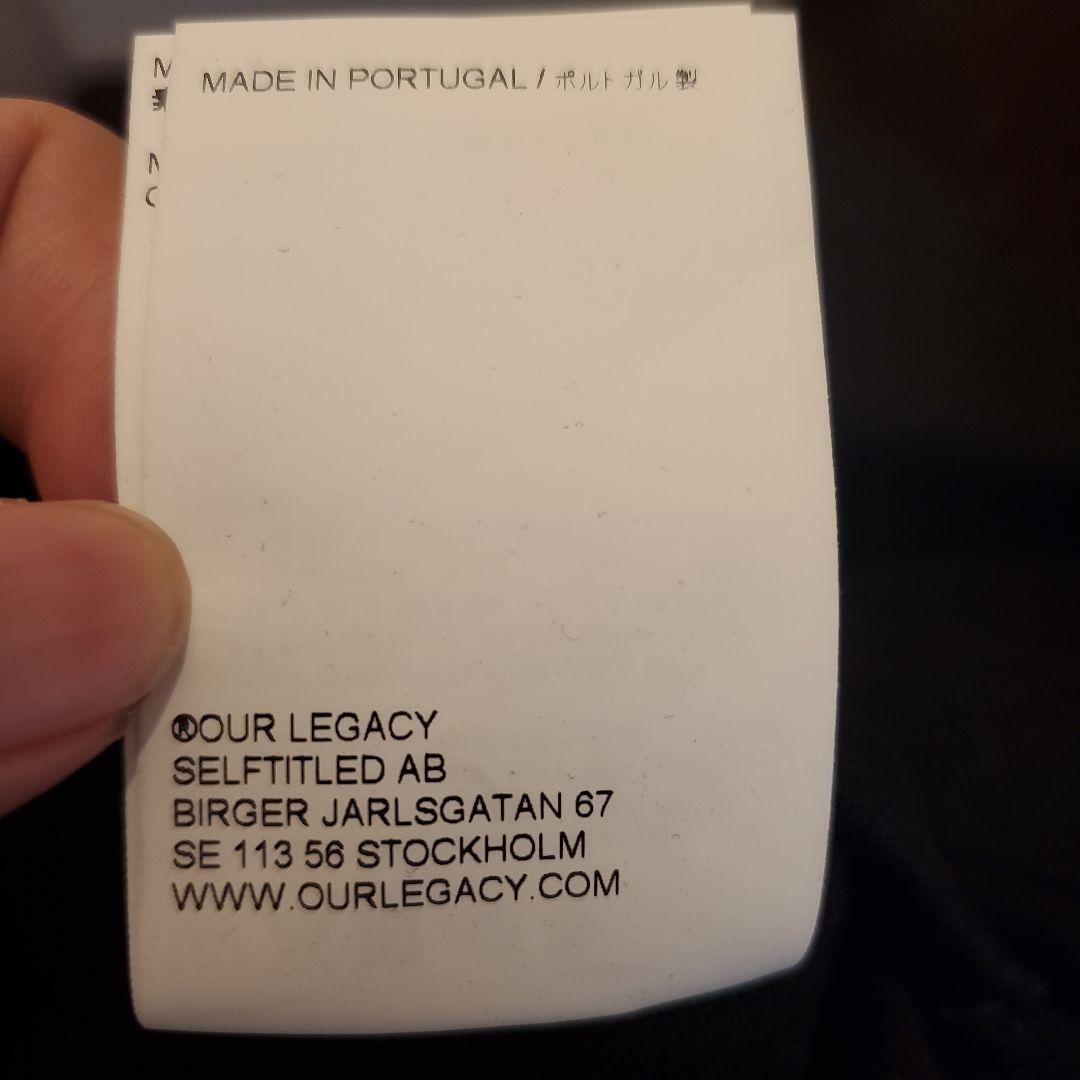 MADE IN PORTUGAL / ポルトガル製
®OUR LEGACY
SELFTITLED AB
BIRGER JARLSGATAN 67
SE 113 56 STOCKHOLM
WWW.OURLEGACY.COM